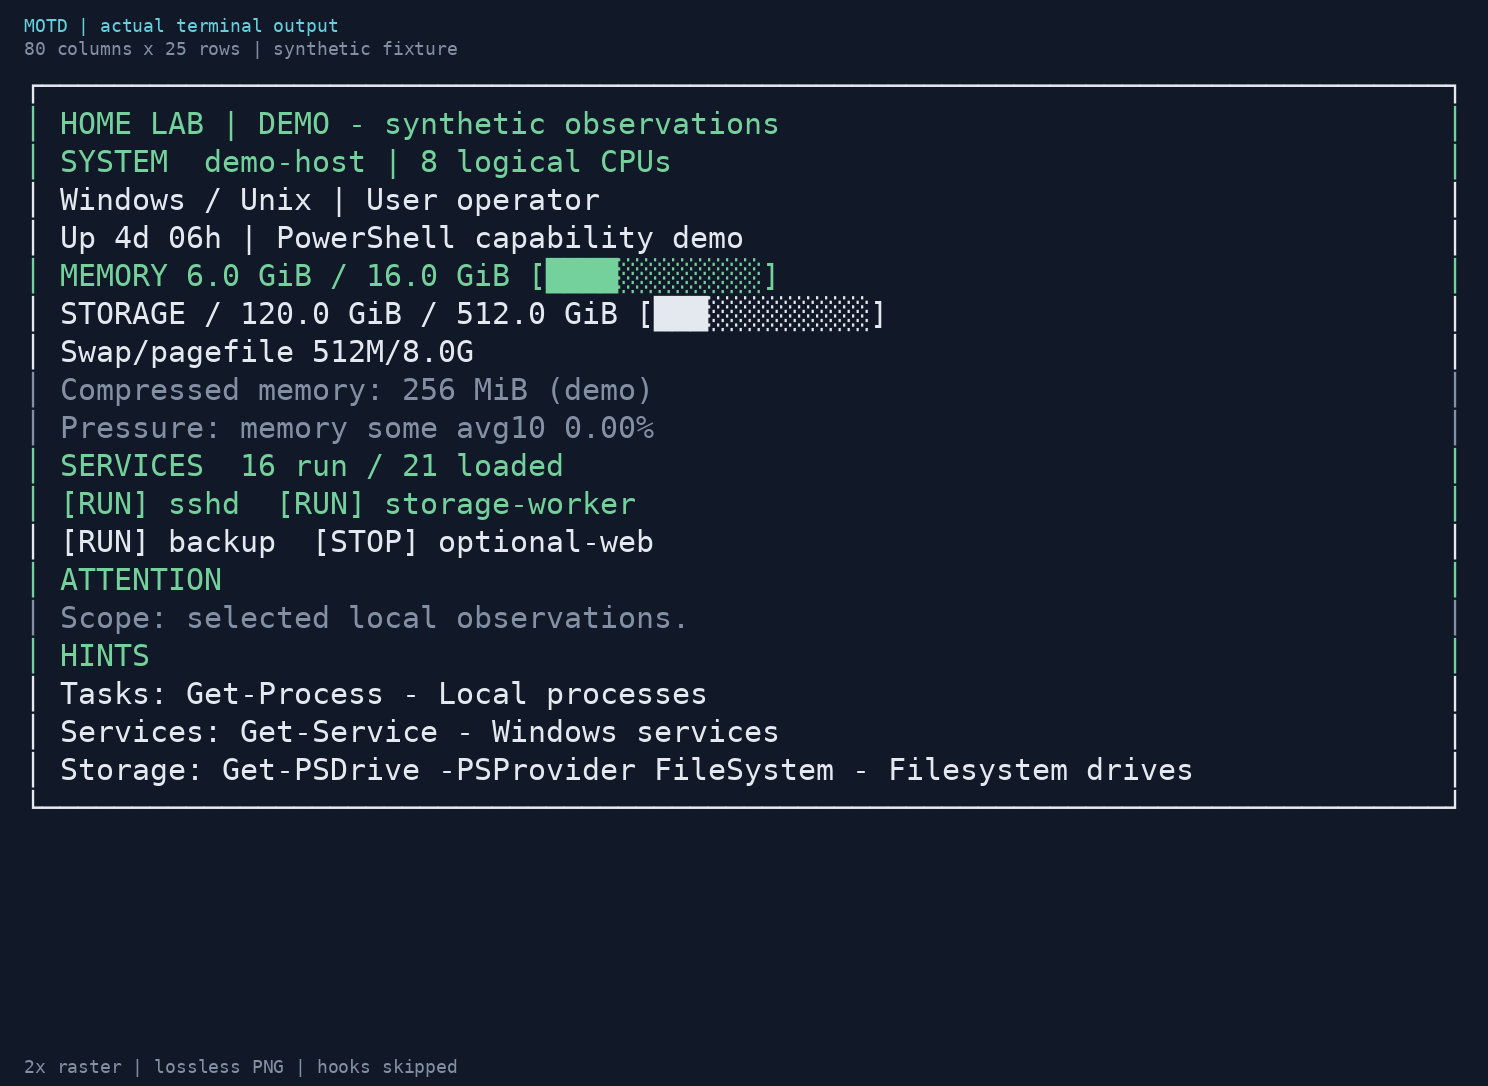 MOTD | actual terminal output
80 columns x 25 rows | synthetic fixture
HOME LAB | DEMO - synthetic observations
SYSTEM  demo-host | 8 logical CPUs
Windows / Unix | User operator
Up 4d 06h | PowerShell capability demo
MEMORY 6.0 GiB / 16.0 GiB [████░░░░░░░░]
STORAGE / 120.0 GiB / 512.0 GiB [███░░░░░░░░░]
Swap/pagefile 512M/8.0G
Compressed memory: 256 MiB (demo)
Pressure: memory some avg10 0.00%
SERVICES  16 run / 21 loaded
[RUN] sshd  [RUN] storage-worker
[RUN] backup  [STOP] optional-web
ATTENTION
Scope: selected local observations.
HINTS
Tasks: Get-Process - Local processes
Services: Get-Service - Windows services
Storage: Get-PSDrive -PSProvider FileSystem - Filesystem drives
2x raster | lossless PNG | hooks skipped